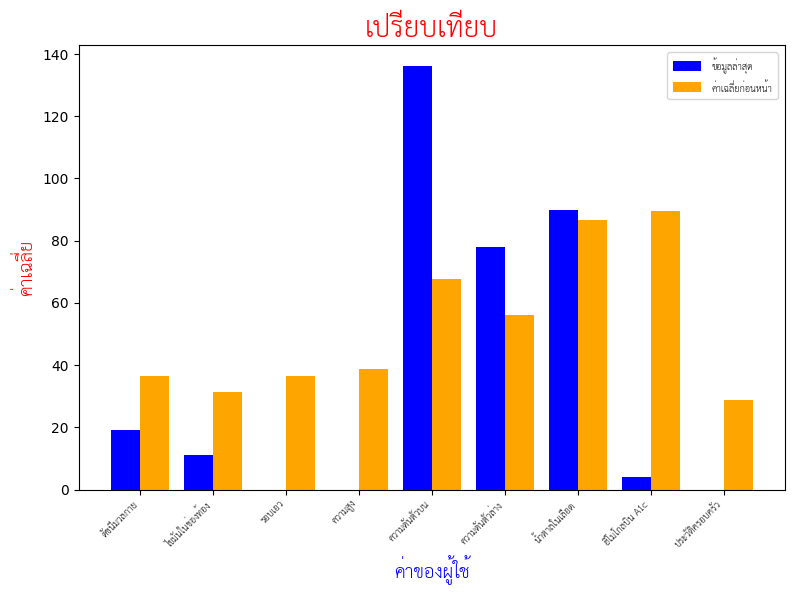 เปรียบเทียบ
ข้อมูลล่าสุด
ค่าเฉลี่ยก่อนหน้า
ค่าเฉลี่ย
140
120
100
80
60
40
20
0
ดัชนีมวลกาย
ไขมันในช่องท้อง
รอบเอว
ความสูง
ความดันตัวบน
ความดันตัวล่าง
น้ำตาลในเลือด
ฮีโมโกลบิน A1c
ประวัติครอบครัว
ค่าของผู้ใช้